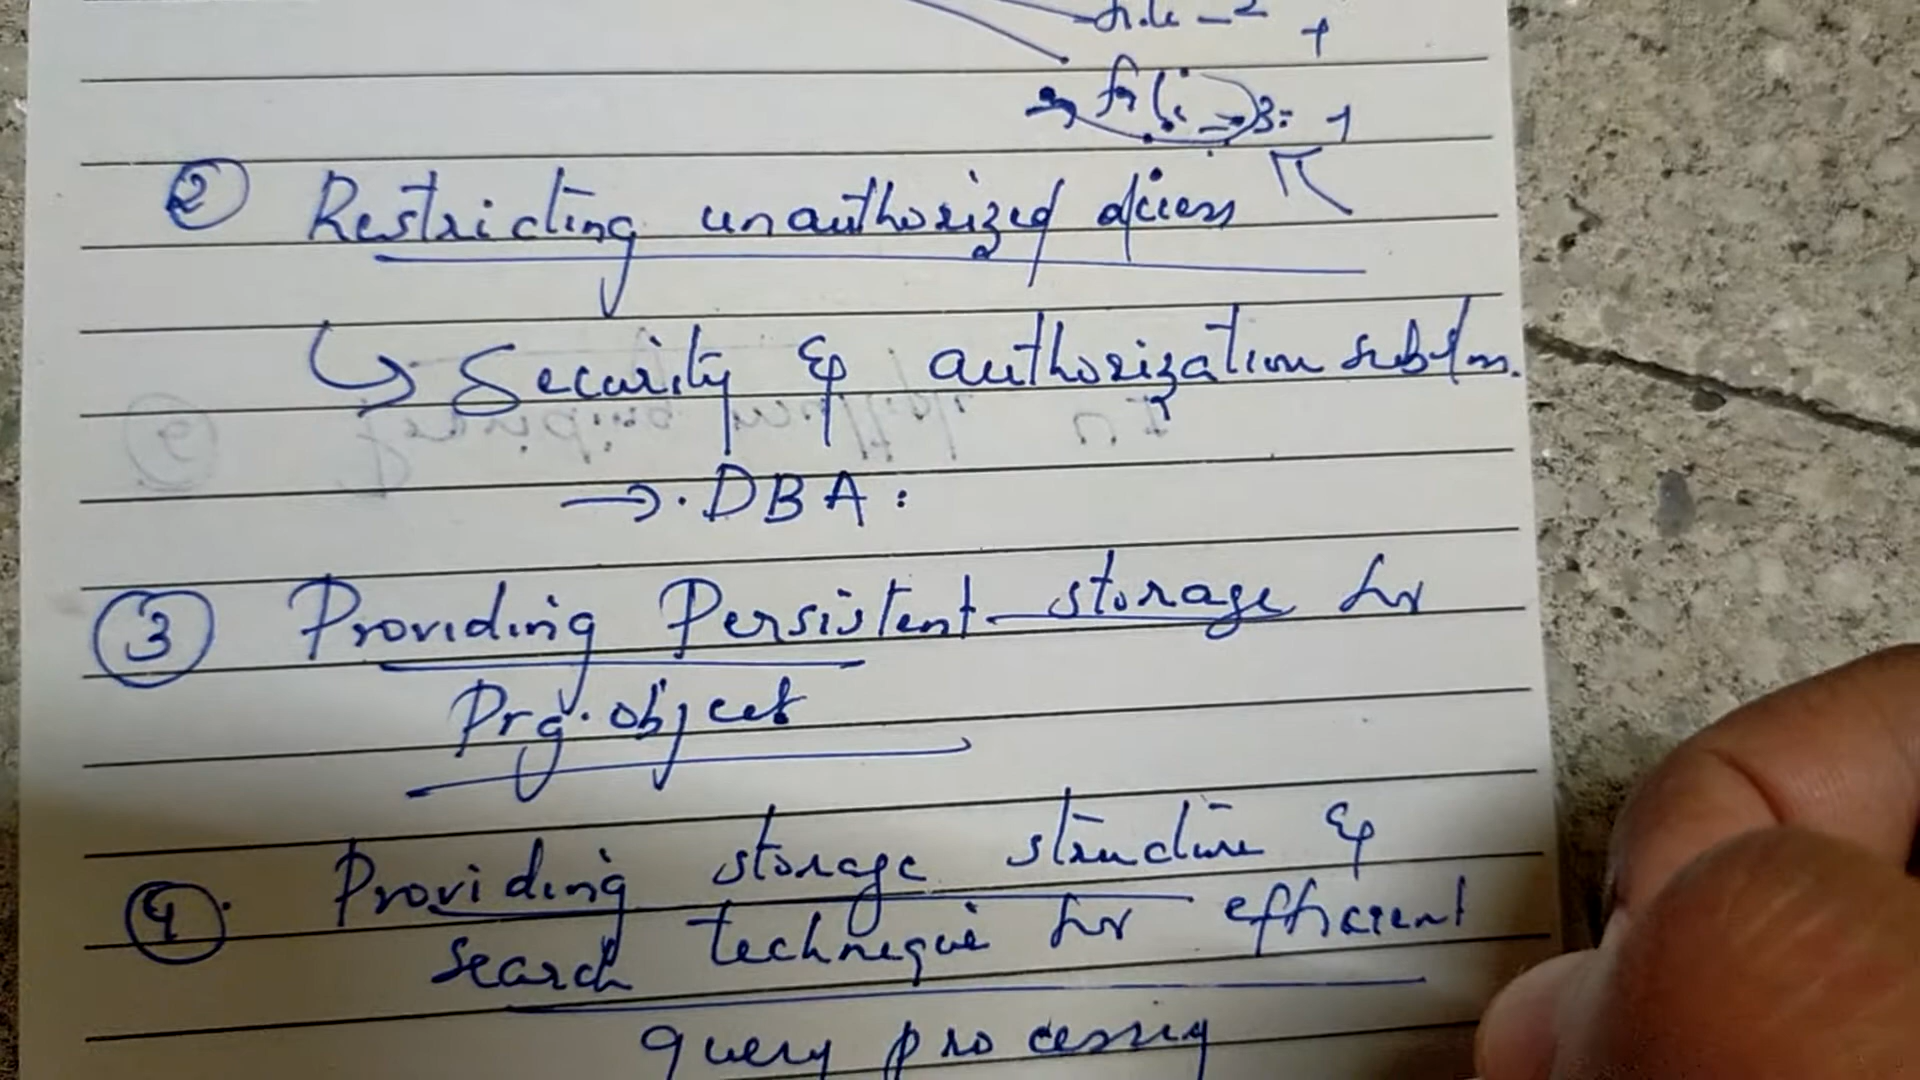 ② Restricting unauthorized access
↳ Security & authorization
→ . DBA :
③ Providing Persistent storage for
Prg. object
④. Providing storage structure &
search technique for efficient
query processing